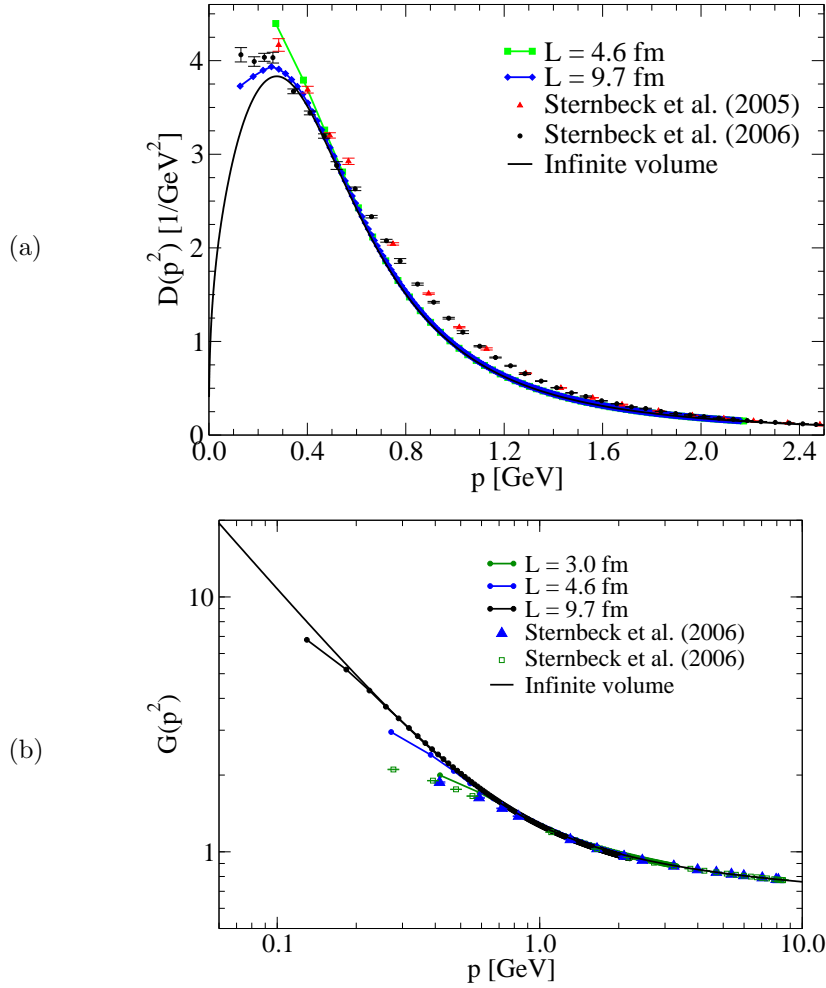 (a)
D(p²) [1/GeV²]
4
3
2
1
0
L = 4.6 fm
L = 9.7 fm
Sternbeck et al. (2005)
Sternbeck et al. (2006)
Infinite volume
0.0 0.4 0.8 1.2 1.6 2.0 2.4
p [GeV]
(b)
G(p²)
10
1
L = 3.0 fm
L = 4.6 fm
L = 9.7 fm
Sternbeck et al. (2006)
Sternbeck et al. (2006)
Infinite volume
0.1 1.0 10.0
p [GeV]